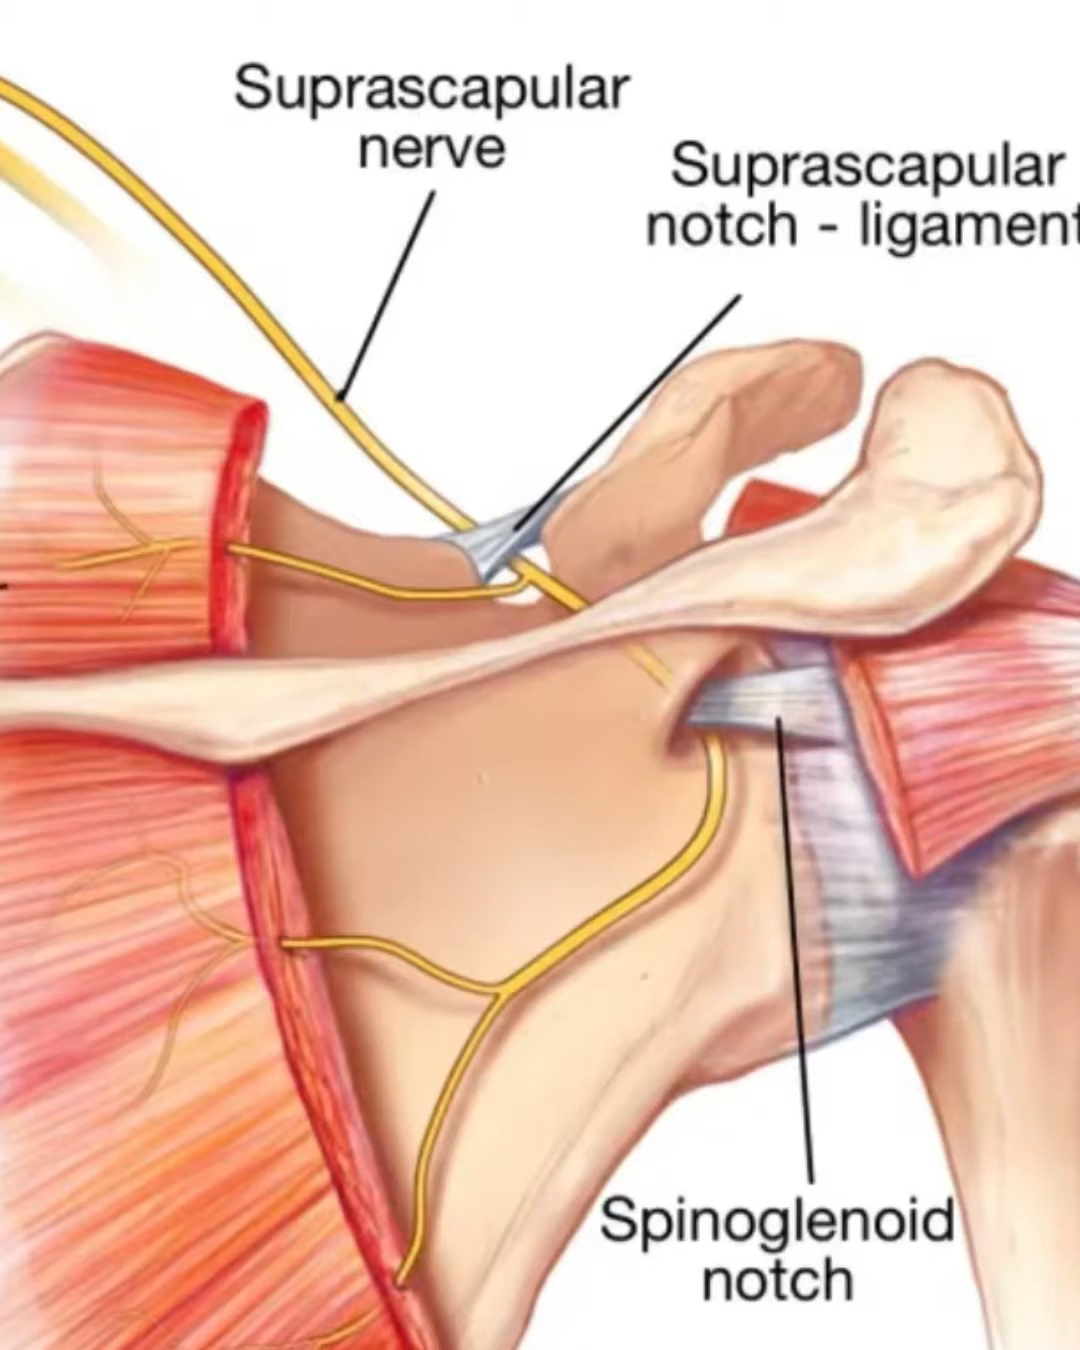 Suprascapular
nerve
Suprascapular
notch - ligament
Spinoglenoid
notch